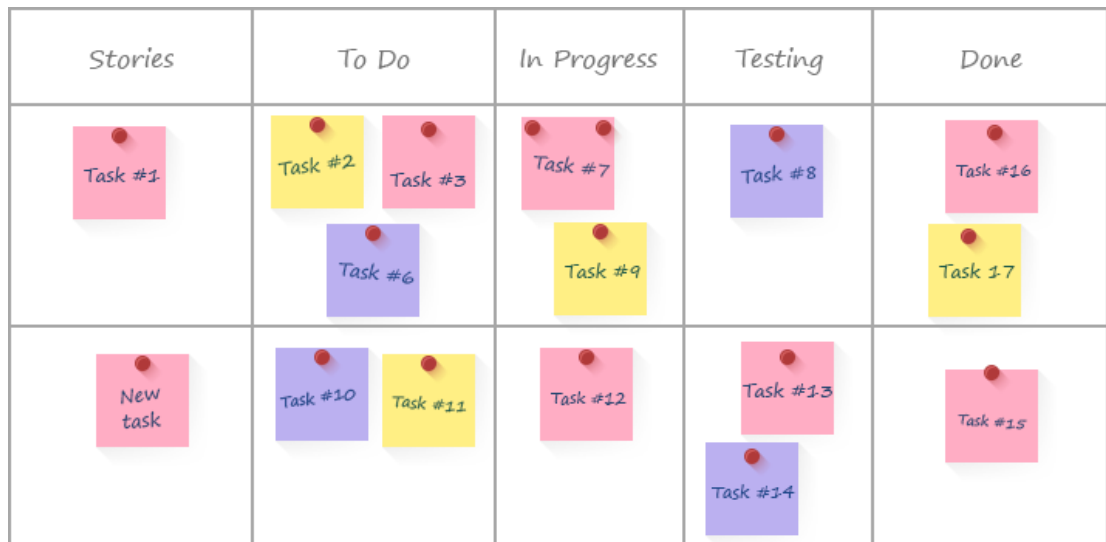 Stories
To Do
In Progress
Testing
Done
Task #1
Task #2
Task #3
Task #6
Task #7
Task #9
Task #8
Task #16
Task 17
New
task
Task #10
Task #11
Task #12
Task #13
Task #14
Task #15